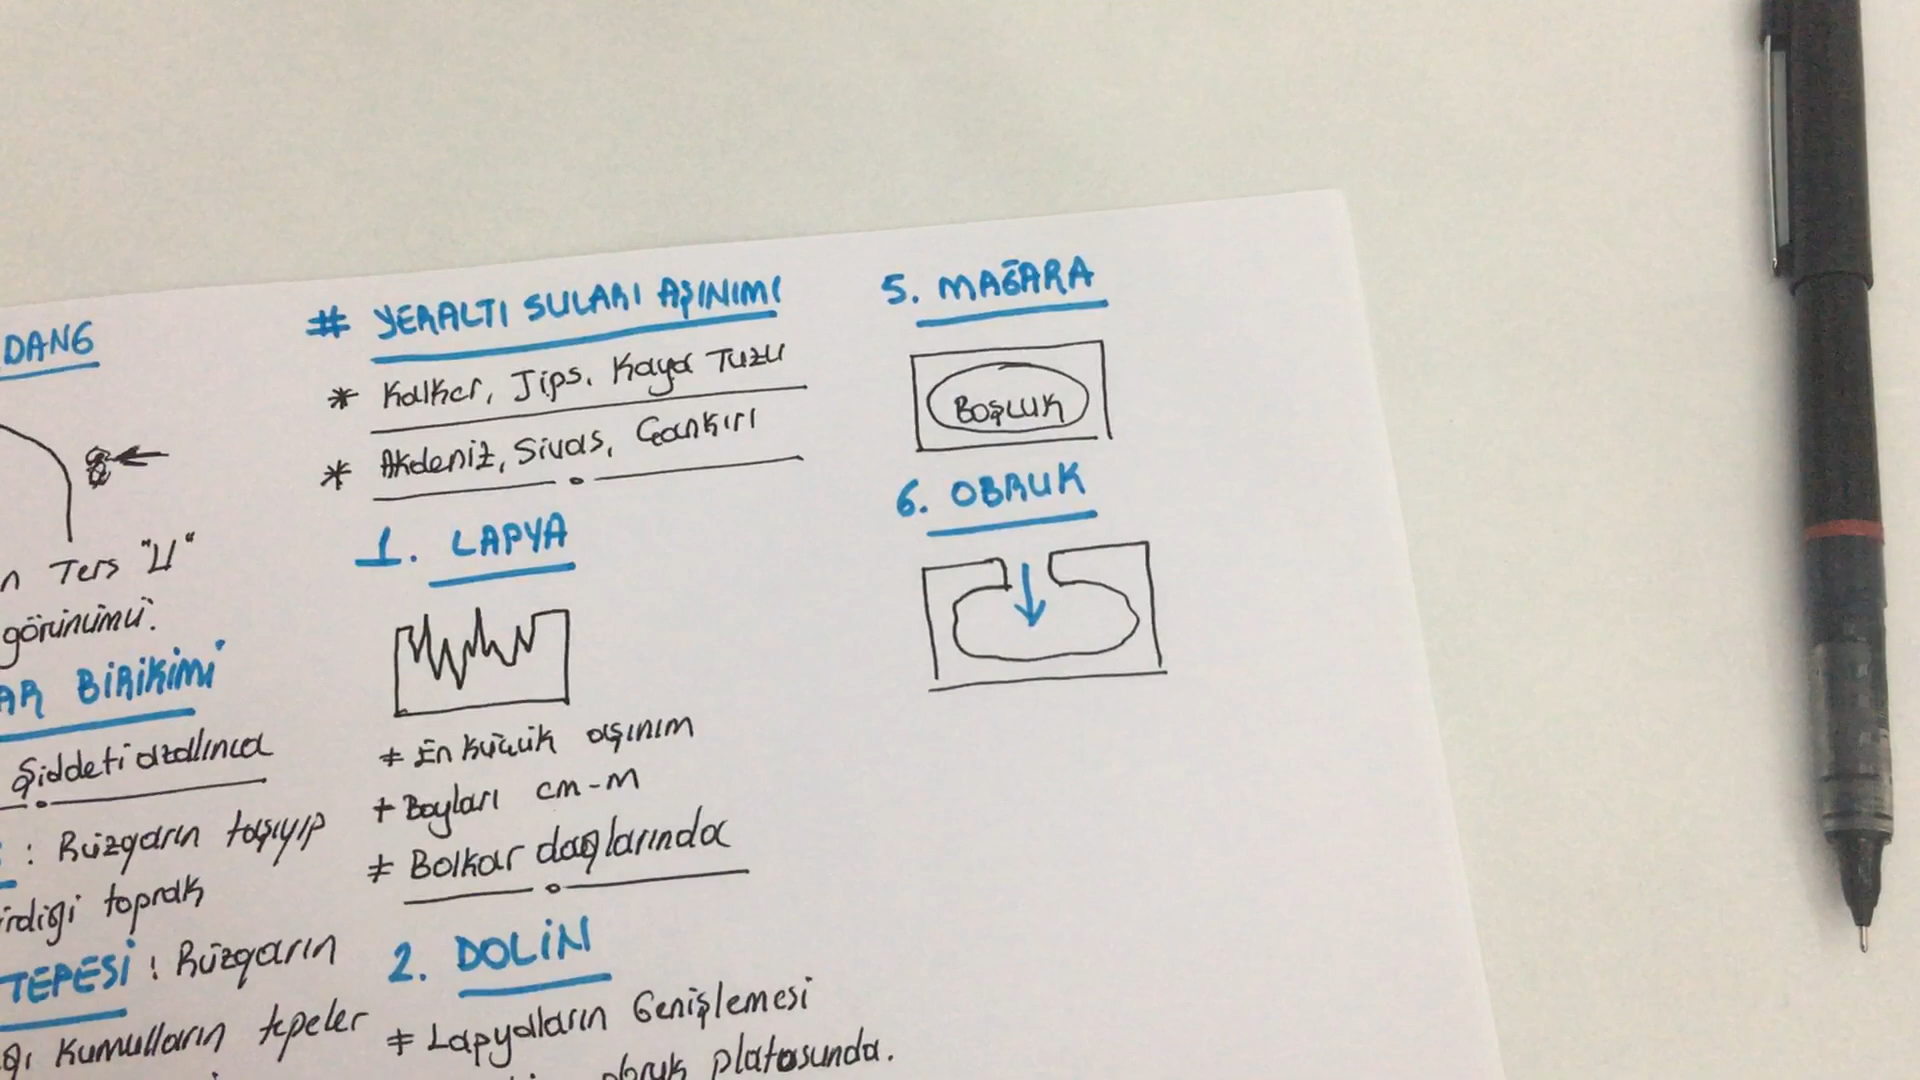 DANG
n Ters "U"
görünümü.
AR BİRİKİMİ
Şiddeti azalınca
: Rüzgarın taşıyıp
irdiği toprak
TEPESİ : Rüzgarın
ğı Kumulların tepeler
# YERALTI SULARI AŞINIMI
* Kalker, Jips, Kaya Tuzu
* Akdeniz, Sivas, Çankırı
1. LAPYA
+ En küçük aşınım
+ Boyları cm-m
+ Bolkar dağlarında
2. DOLİN
+ Lapyaların Genişlemesi
obruk platosunda.
5. MAĞARA
BOŞLUK
6. OBRUK